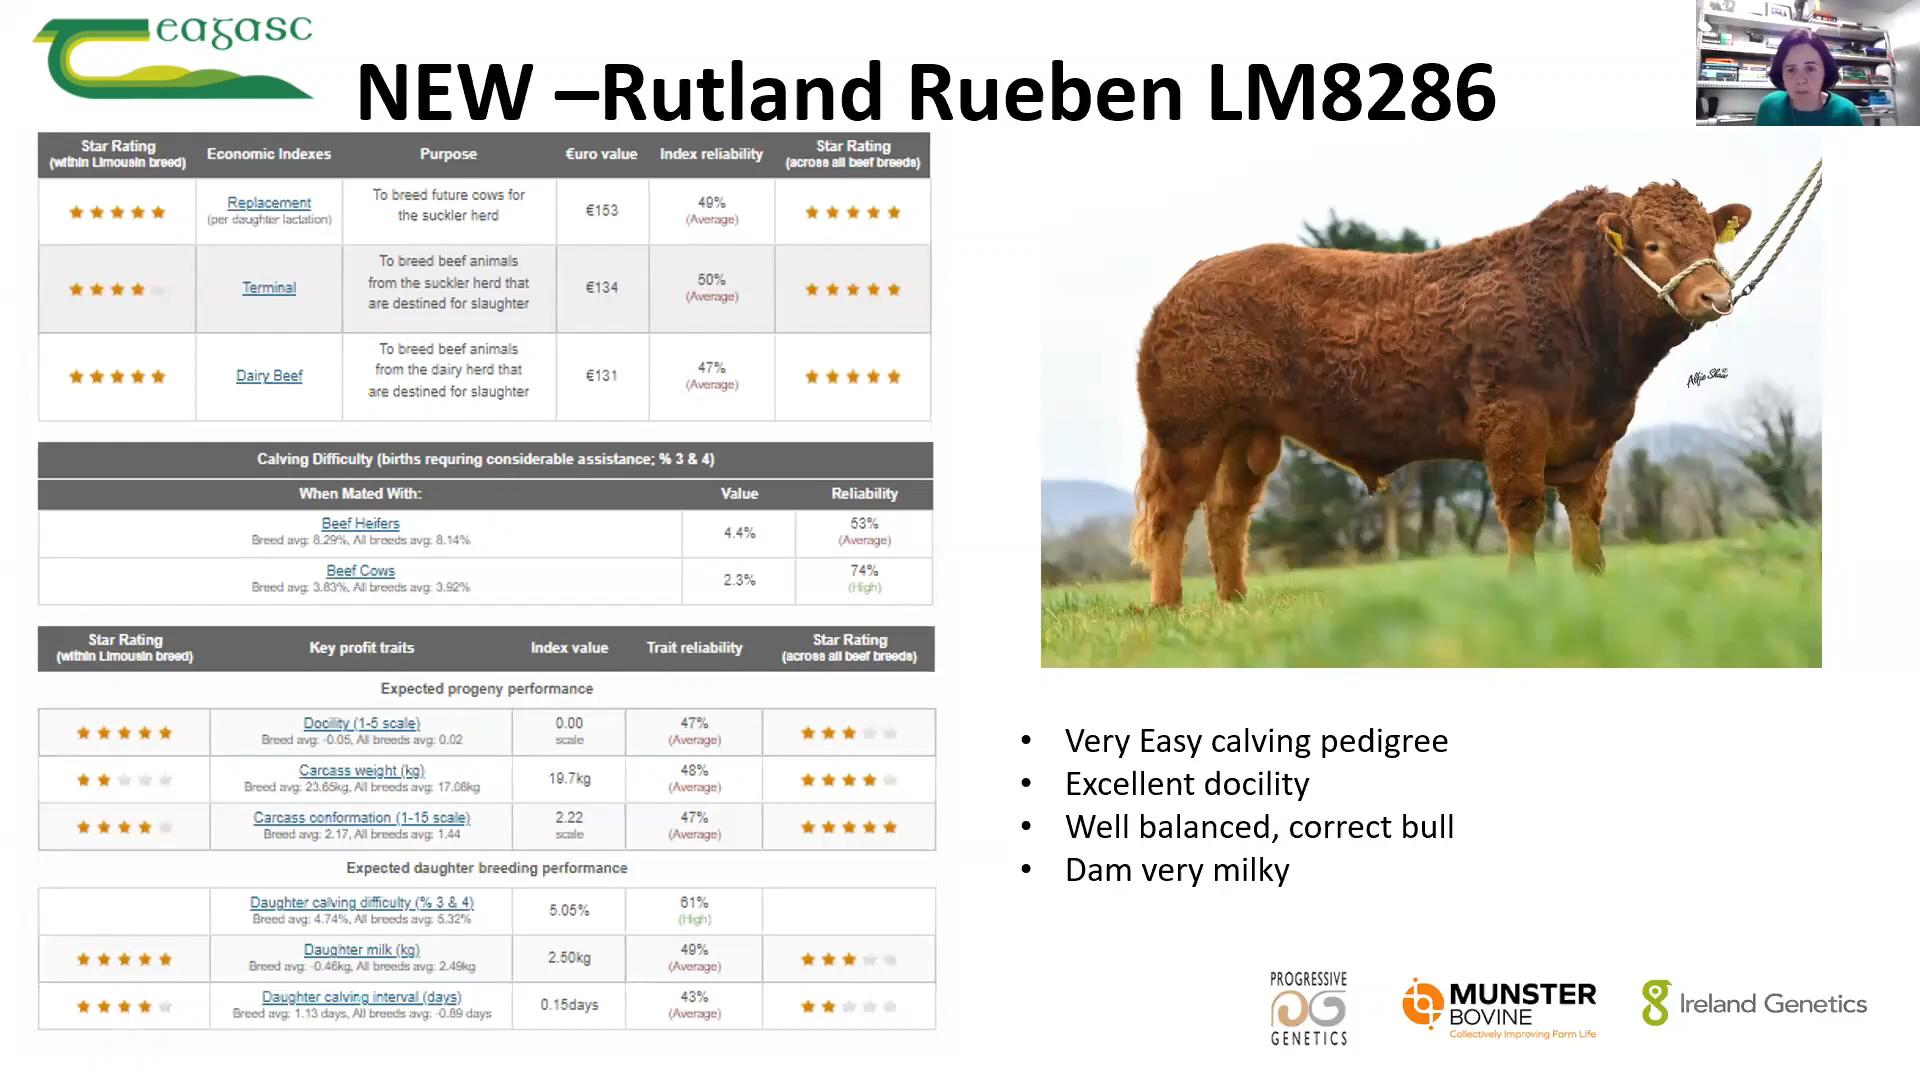 eagasc
NEW –Rutland Rueben LM8286
Star Rating
(within Limousin breed)
Economic Indexes
Purpose
€uro value
Index reliability
Star Rating
(across all beef breeds)
Replacement
(per daughter lactation)
To breed future cows for
the suckler herd
€153
49%
(Average)
Terminal
To breed beef animals
from the suckler herd that
are destined for slaughter
€134
50%
(Average)
Dairy Beef
To breed beef animals
from the dairy herd that
are destined for slaughter
€131
47%
(Average)
Calving Difficulty (births requring considerable assistance; % 3 & 4)
When Mated With:
Value
Reliability
Beef Heifers
Breed avg: 8.29%, All breeds avg: 8.14%
4.4%
53%
(Average)
Beef Cows
Breed avg: 3.83%, All breeds avg: 3.92%
2.3%
74%
(High)
Star Rating
(within Limousin breed)
Key profit traits
Index value
Trait reliability
Star Rating
(across all beef breeds)
Expected progeny performance
Docility (1-5 scale)
Breed avg: -0.05, All breeds avg: 0.02
0.00
scale
47%
(Average)
Carcass weight (kg)
Breed avg: 23.65kg, All breeds avg: 17.08kg
19.7kg
48%
(Average)
Carcass conformation (1-15 scale)
Breed avg: 2.17, All breeds avg: 1.44
2.22
scale
47%
(Average)
Expected daughter breeding performance
Daughter calving difficulty (% 3 & 4)
Breed avg: 4.74%, All breeds avg: 5.32%
5.05%
61%
(High)
Daughter milk (kg)
Breed avg: -0.46kg, All breeds avg: 2.49kg
2.50kg
49%
(Average)
Daughter calving interval (days)
Breed avg: 1.13 days, All breeds avg: -0.89 days
0.15days
43%
(Average)
Alfie Shaw
• Very Easy calving pedigree
• Excellent docility
• Well balanced, correct bull
• Dam very milky
PROGRESSIVE
GENETICS
MUNSTER
BOVINE
Collectively Improving Farm Life
Ireland Genetics